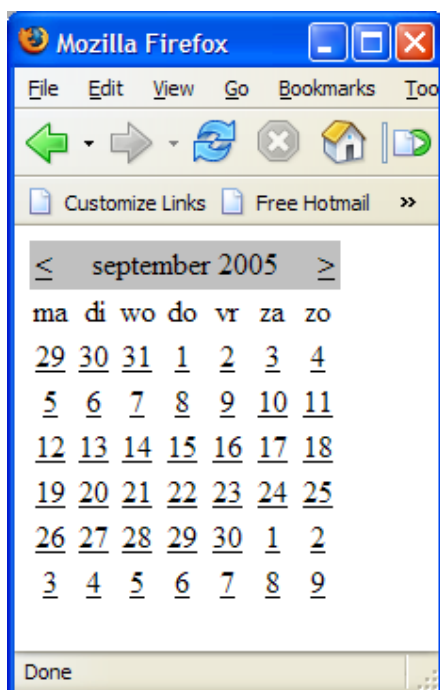 Mozilla Firefox
File Edit View Go Bookmarks Too
Customize Links Free Hotmail »
< september 2005 >
ma di wo do vr za zo
29 30 31 1 2 3 4
5 6 7 8 9 10 11
12 13 14 15 16 17 18
19 20 21 22 23 24 25
26 27 28 29 30 1 2
3 4 5 6 7 8 9
Done